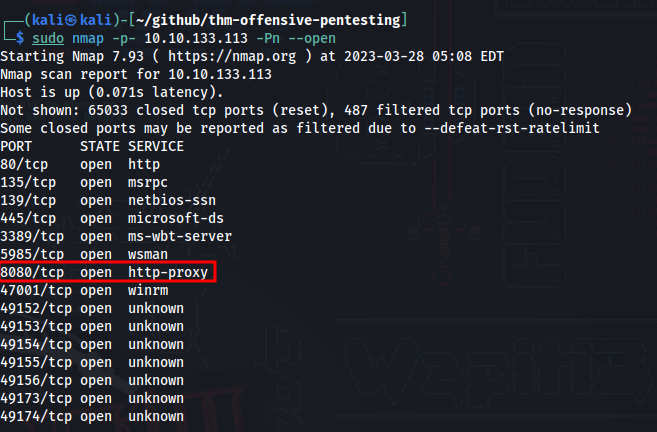 ┌──(kali㉿kali)-[~/github/thm-offensive-pentesting]
└─$ sudo nmap -p- 10.10.133.113 -Pn --open
Starting Nmap 7.93 ( https://nmap.org ) at 2023-03-28 05:08 EDT
Nmap scan report for 10.10.133.113
Host is up (0.071s latency).
Not shown: 65033 closed tcp ports (reset), 487 filtered tcp ports (no-response)
Some closed ports may be reported as filtered due to --defeat-rst-ratelimit
PORT      STATE SERVICE
80/tcp    open  http
135/tcp   open  msrpc
139/tcp   open  netbios-ssn
445/tcp   open  microsoft-ds
3389/tcp  open  ms-wbt-server
5985/tcp  open  wsman
8080/tcp  open  http-proxy
47001/tcp open  winrm
49152/tcp open  unknown
49153/tcp open  unknown
49154/tcp open  unknown
49155/tcp open  unknown
49156/tcp open  unknown
49173/tcp open  unknown
49174/tcp open  unknown